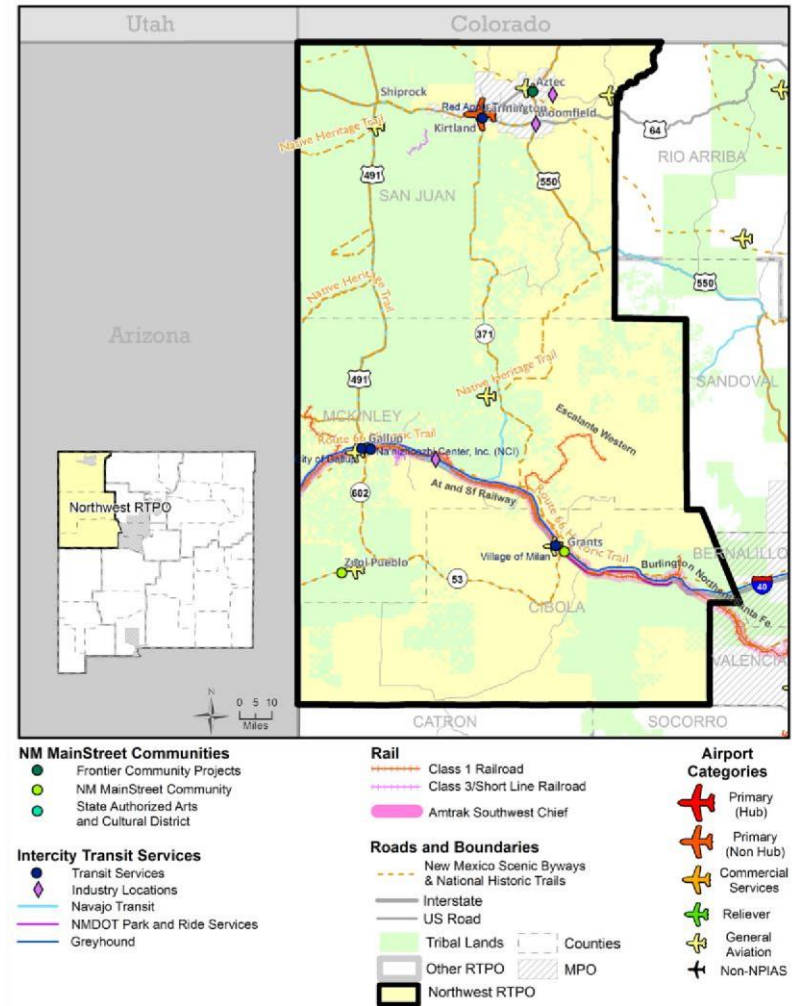 Utah
Colorado
Aztec
Shiprock
Red Apple
Farmington
Bloomfield
Kirtland
64
Native Heritage Trail
RIO ARRIBA
491
SAN JUAN
550
550
Native Heritage Trail
Arizona
371
SANDOVAL
491
Native Heritage Trail
MCKINLEY
Escalante Western
Route 66 Historic Trail
Gallup
City of Gallup
Na'nizhoozhi Center, Inc. (NCI)
Northwest RTPO
602
At and Sf Railway
Route 66 Historic Trail
Grants
Village of Milan
BERNALILLO
Zuni Pueblo
53
Burlington Northern Santa Fe.
40
CIBOLA
VALENCIA
N
0 5 10
Miles
CATRON
SOCORRO
NM MainStreet Communities
Frontier Community Projects
NM MainStreet Community
State Authorized Arts
and Cultural District
Intercity Transit Services
Transit Services
Industry Locations
Navajo Transit
NMDOT Park and Ride Services
Greyhound
Rail
Class 1 Railroad
Class 3/Short Line Railroad
Amtrak Southwest Chief
Roads and Boundaries
New Mexico Scenic Byways
& National Historic Trails
Interstate
US Road
Tribal Lands
Counties
Other RTPO
MPO
Northwest RTPO
Airport
Categories
Primary
(Hub)
Primary
(Non Hub)
Commercial
Services
Reliever
General
Aviation
Non-NPIAS